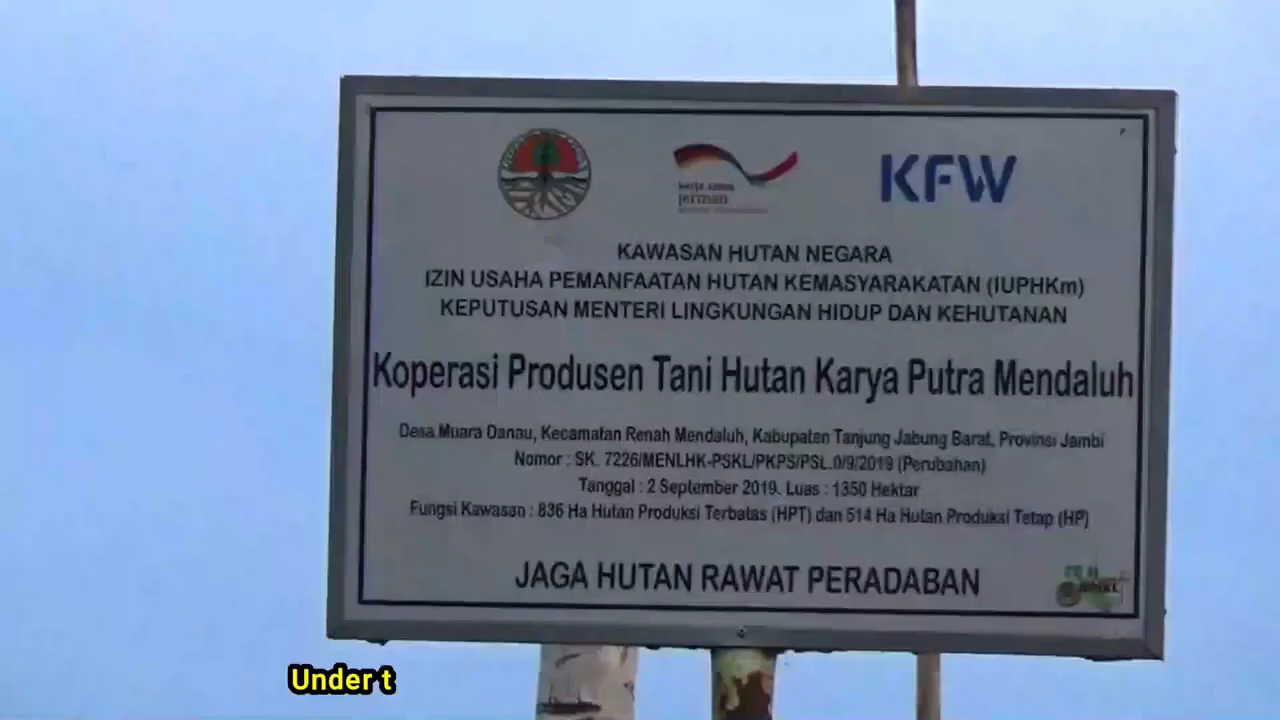 kerja sama
jerman
KFW
KAWASAN HUTAN NEGARA
IZIN USAHA PEMANFAATAN HUTAN KEMASYARAKATAN (IUPHKm)
KEPUTUSAN MENTERI LINGKUNGAN HIDUP DAN KEHUTANAN
Koperasi Produsen Tani Hutan Karya Putra Mendaluh
Desa Muara Danau, Kecamatan Renah Mendaluh, Kabupaten Tanjung Jabung Barat, Provinsi Jambi
Nomor : SK. 7226/MENLHK-PSKL/PKPS/PSL.0/9/2019 (Perubahan)
Tanggal : 2 September 2019. Luas : 1350 Hektar
Fungsi Kawasan : 836 Ha Hutan Produksi Terbatas (HPT) dan 514 Ha Hutan Produksi Tetap (HP)
JAGA HUTAN RAWAT PERADABAN
Under t